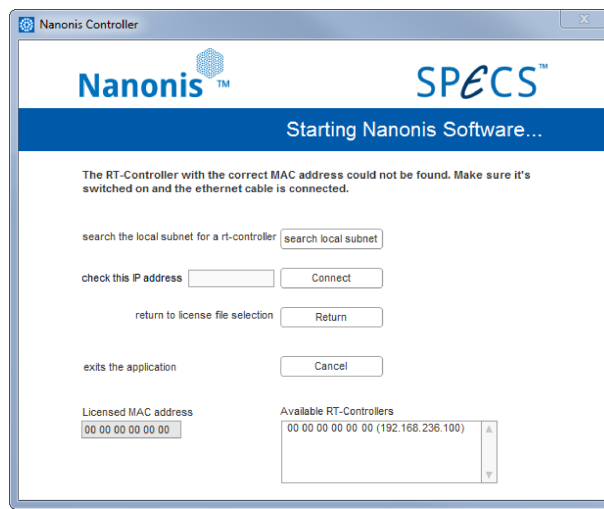 Nanonis Controller
Nanonis™
SPECS™
Starting Nanonis Software...
The RT-Controller with the correct MAC address could not be found. Make sure it's
switched on and the ethernet cable is connected.
search the local subnet for a rt-controller search local subnet
check this IP address Connect
return to license file selection Return
exits the application Cancel
Licensed MAC address Available RT-Controllers
00 00 00 00 00 00 00 00 00 00 00 00 (192.168.236.100)